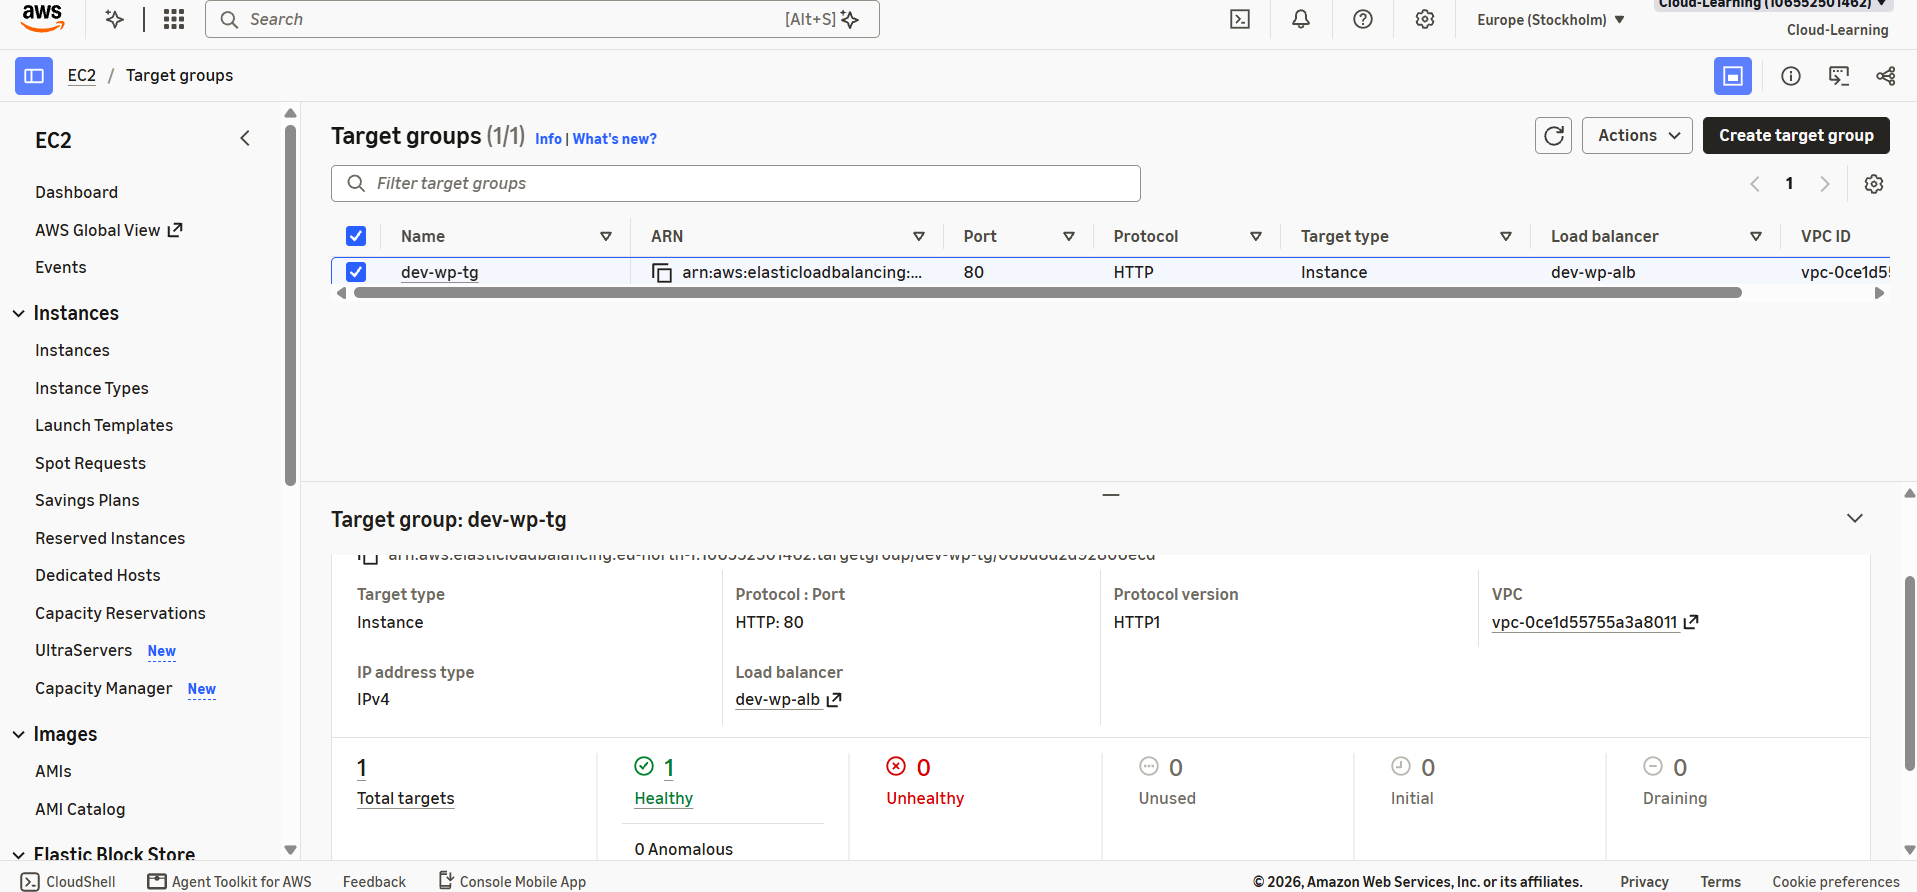 aws
Search
[Alt+S]
Europe (Stockholm)
Cloud-Learning (106552501462)
Cloud-Learning
EC2 / Target groups
EC2
Dashboard
AWS Global View
Events
Instances
Instances
Instance Types
Launch Templates
Spot Requests
Savings Plans
Reserved Instances
Dedicated Hosts
Capacity Reservations
UltraServers New
Capacity Manager New
Images
AMIs
AMI Catalog
Elastic Block Store
Target groups (1/1) Info | What's new?
Actions
Create target group
Filter target groups
1
Name ARN Port Protocol Target type Load balancer VPC ID
dev-wp-tg arn:aws:elasticloadbalancing:... 80 HTTP Instance dev-wp-alb vpc-0ce1d5
Target group: dev-wp-tg
Target type
Instance
Protocol : Port
HTTP: 80
Protocol version
HTTP1
VPC
vpc-0ce1d55755a3a8011
IP address type
IPv4
Load balancer
dev-wp-alb
1
Total targets
1
Healthy
0 Anomalous
0
Unhealthy
0
Unused
0
Initial
0
Draining
CloudShell Agent Toolkit for AWS Feedback Console Mobile App
© 2026, Amazon Web Services, Inc. or its affiliates. Privacy Terms Cookie preferences